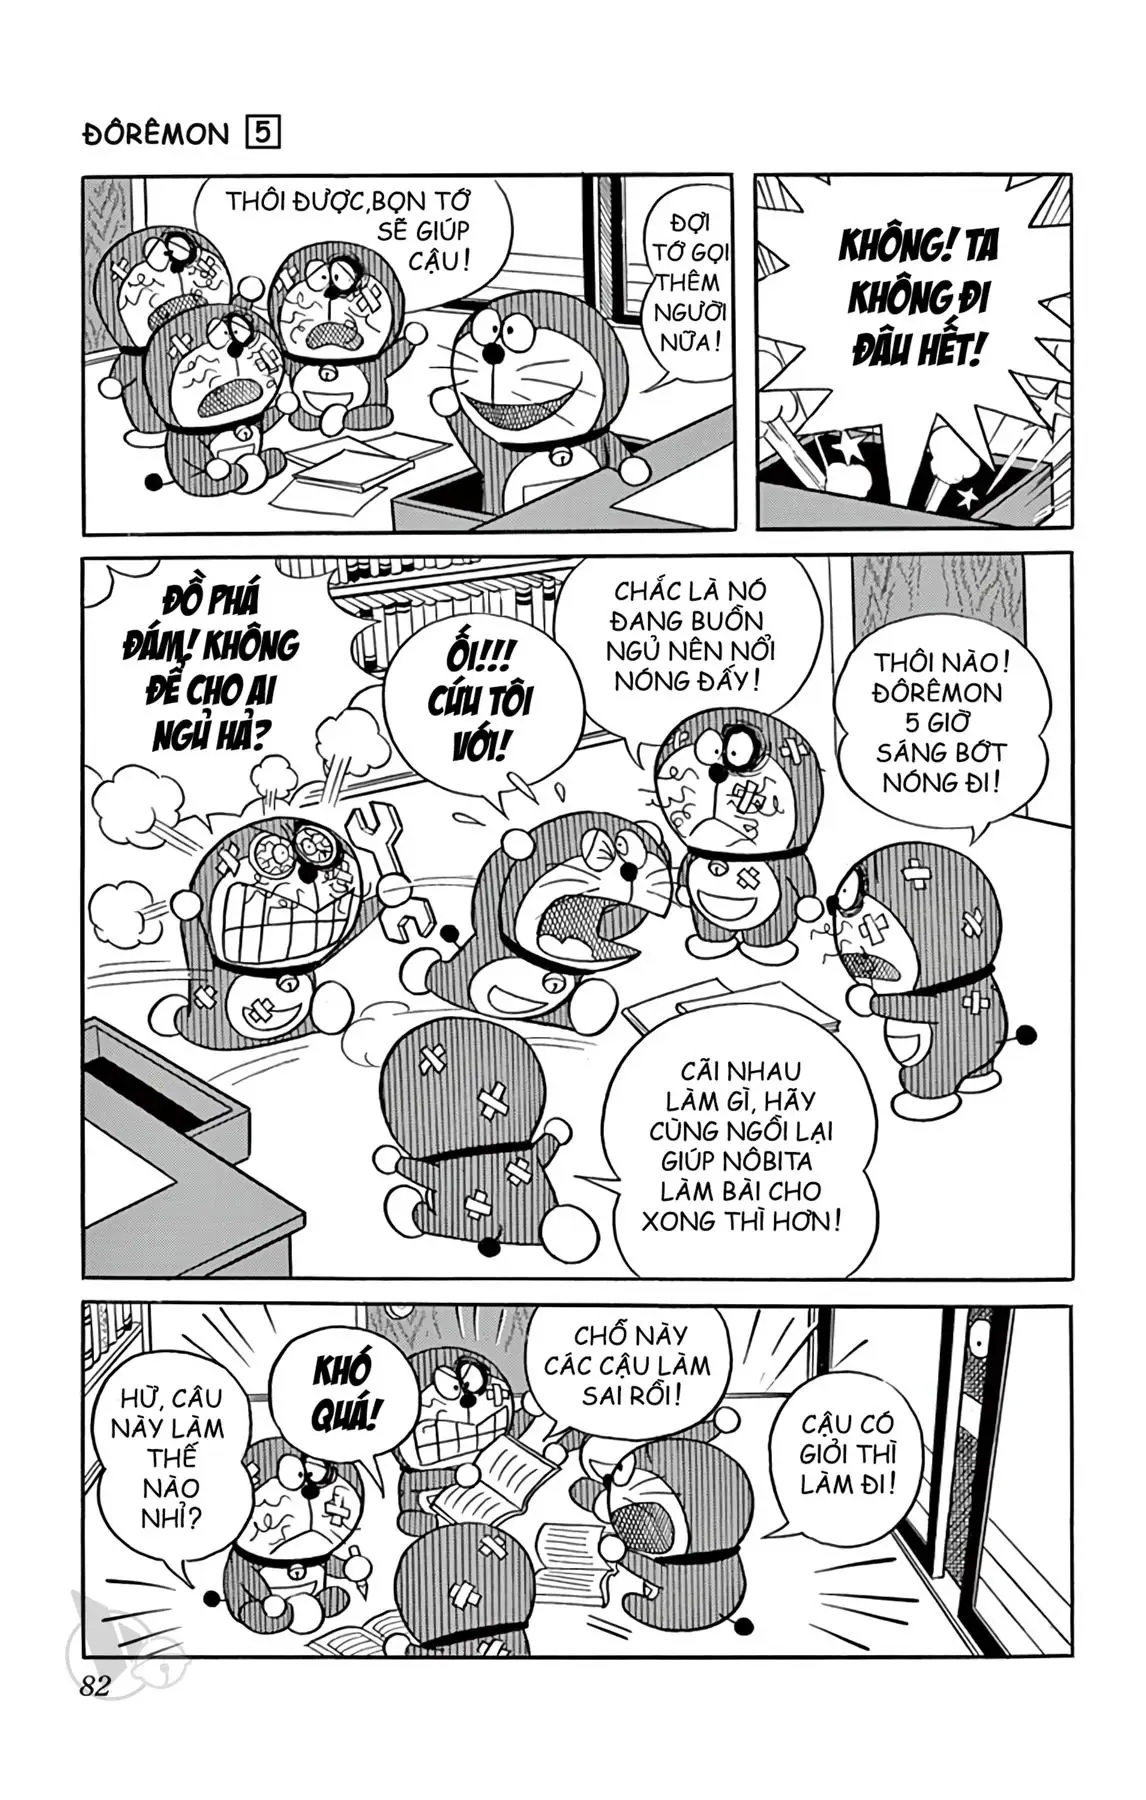 ĐÔRÊMON 5
THÔI ĐƯỢC,BỌN TỚ
SẼ GIÚP
CẬU!
ĐỢI
TỚ GỌI
THÊM
NGƯỜI
NỮA!
KHÔNG! TA
KHÔNG ĐI
ĐÂU HẾT!
ĐỒ PHÁ
ĐÁM! KHÔNG
ĐỂ CHO AI
NGỦ HẢ?
ỐI!!!
CỨU TÔI
VỚI!
CHẮC LÀ NÓ
ĐANG BUỒN
NGỦ NÊN NỔI
NÓNG ĐẤY!
THÔI NÀO!
ĐÔRÊMON
5 GIỜ
SÁNG BỚT
NÓNG ĐI!
CÃI NHAU
LÀM GÌ, HÃY
CÙNG NGỒI LẠI
GIÚP NÔBITA
LÀM BÀI CHO
XONG THÌ HƠN!
HỪ, CÂU
NÀY LÀM
THẾ
NÀO
NHỈ?
KHÓ
QUÁ!
CHỖ NÀY
CÁC CẬU LÀM
SAI RỒI!
CẬU CÓ
GIỎI THÌ
LÀM ĐI!
82